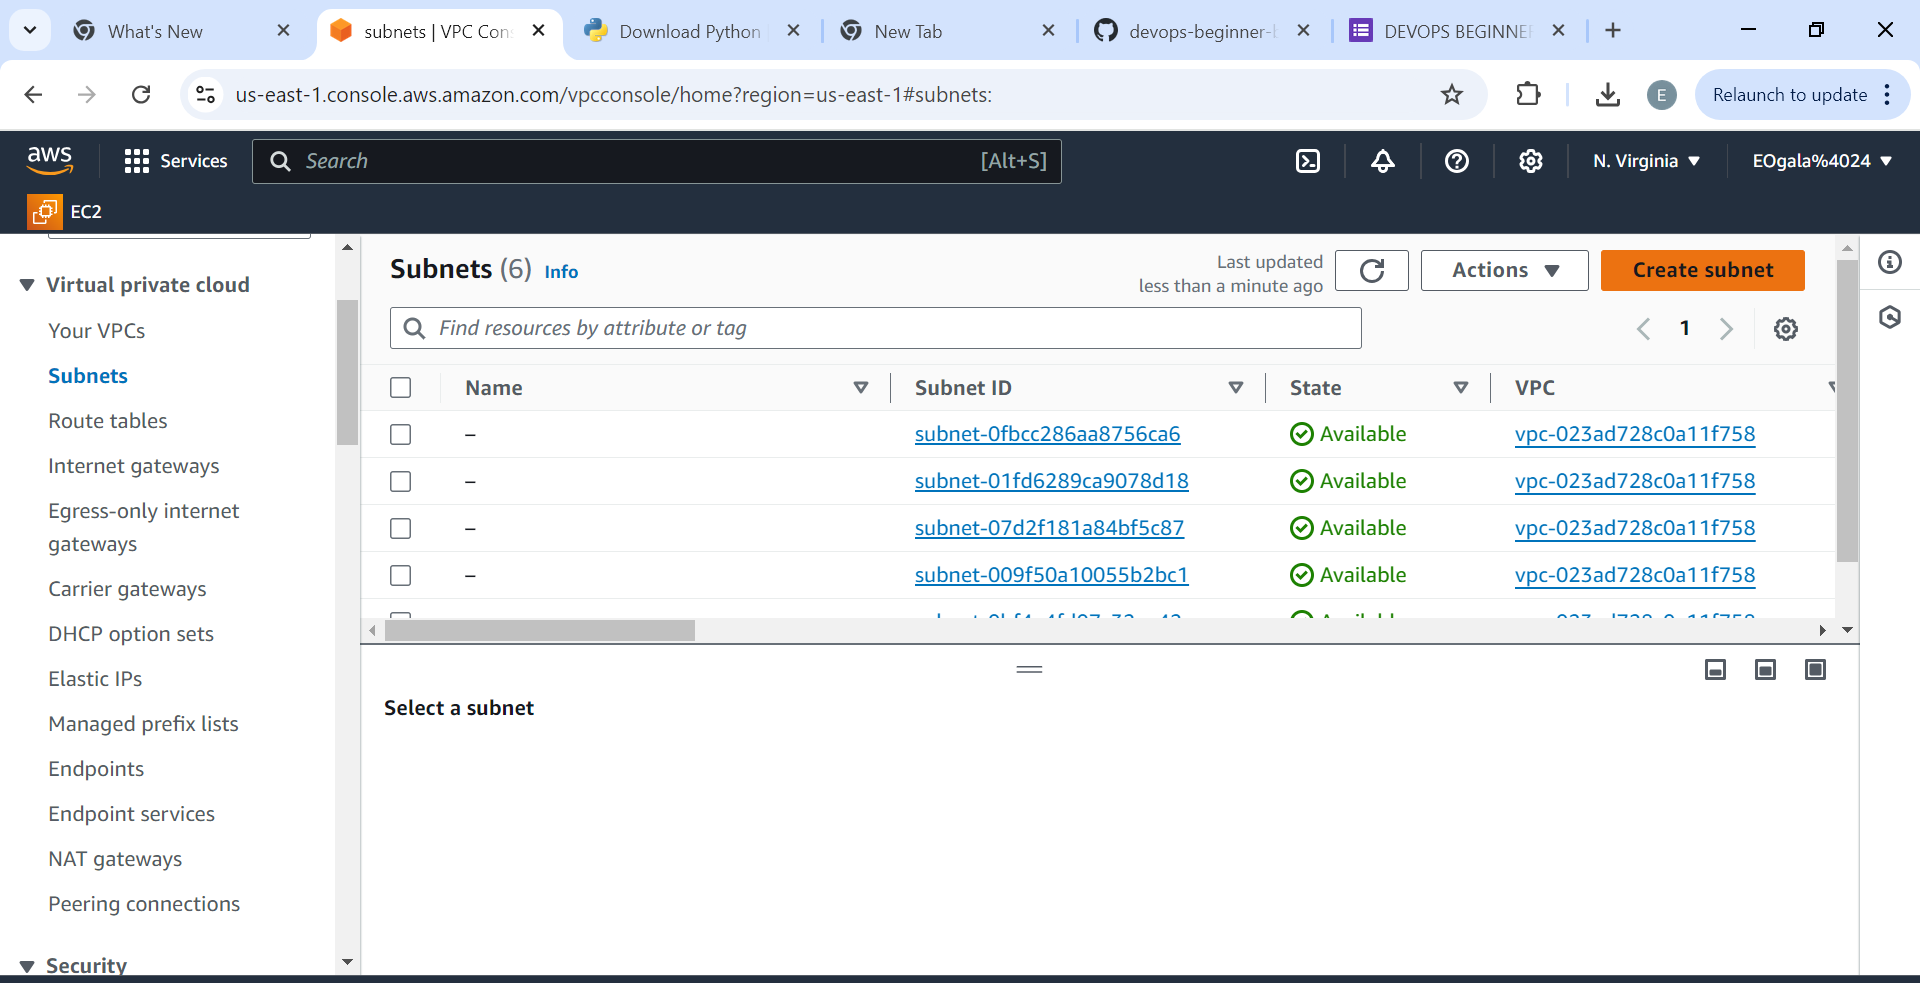 What's New
subnets | VPC Cons
Download Python
New Tab
devops-beginner-b
DEVOPS BEGINNER
us-east-1.console.aws.amazon.com/vpcconsole/home?region=us-east-1#subnets:
E
Relaunch to update
aws
Services
Search
[Alt+S]
N. Virginia
EOgala%4024
EC2
Virtual private cloud
Your VPCs
Subnets
Route tables
Internet gateways
Egress-only internet
gateways
Carrier gateways
DHCP option sets
Elastic IPs
Managed prefix lists
Endpoints
Endpoint services
NAT gateways
Peering connections
Security
Subnets (6) Info
Last updated
less than a minute ago
Actions
Create subnet
Find resources by attribute or tag
1
Name Subnet ID State VPC
– subnet-0fbcc286aa8756ca6 Available vpc-023ad728c0a11f758
– subnet-01fd6289ca9078d18 Available vpc-023ad728c0a11f758
– subnet-07d2f181a84bf5c87 Available vpc-023ad728c0a11f758
– subnet-009f50a10055b2bc1 Available vpc-023ad728c0a11f758
Select a subnet